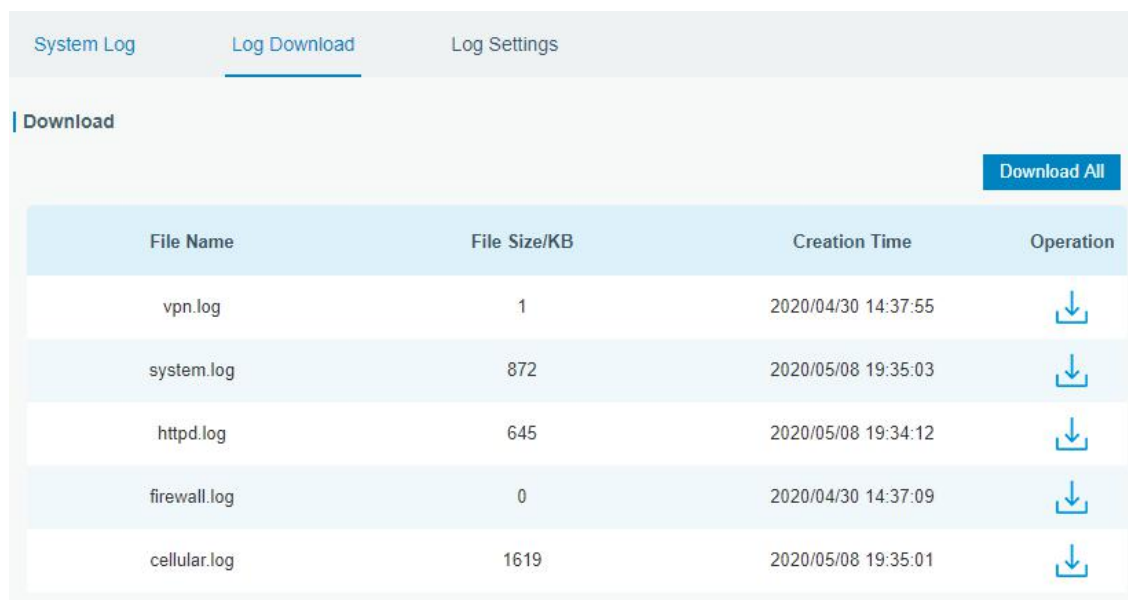 System Log Log Download Log Settings
Download
Download All
File Name File Size/KB Creation Time Operation
vpn.log 1 2020/04/30 14:37:55
system.log 872 2020/05/08 19:35:03
httpd.log 645 2020/05/08 19:34:12
firewall.log 0 2020/04/30 14:37:09
cellular.log 1619 2020/05/08 19:35:01